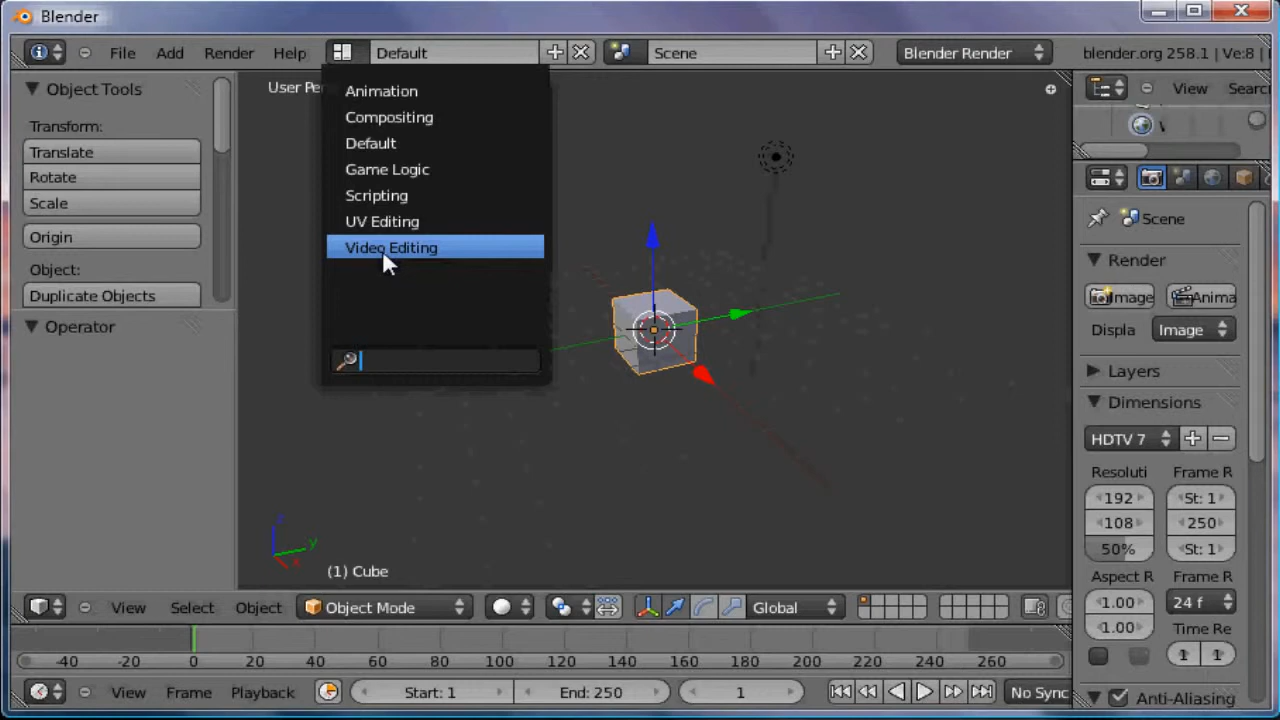 Blender
File Add Render Help Default Scene Blender Render blender.org 258.1 | Ve:8 |
Object Tools
Transform:
Translate
Rotate
Scale
Origin
Object:
Duplicate Objects
Operator
User Pe
Animation
Compositing
Default
Game Logic
Scripting
UV Editing
Video Editing
z
y
x
(1) Cube
View Select Object Object Mode Global
-40 -20 0 20 40 60 80 100 120 140 160 180 200 220 240 260
View Frame Playback Start: 1 End: 250 1 No Sync
View Searc
Scene
Render
Image Anima
Displa Image
Layers
Dimensions
HDTV 7
Resoluti Frame R
192 St: 1
108 250
50% St: 1
Aspect R Frame R
1.00 24 f
1.00 Time Re
1 1
Anti-Aliasing